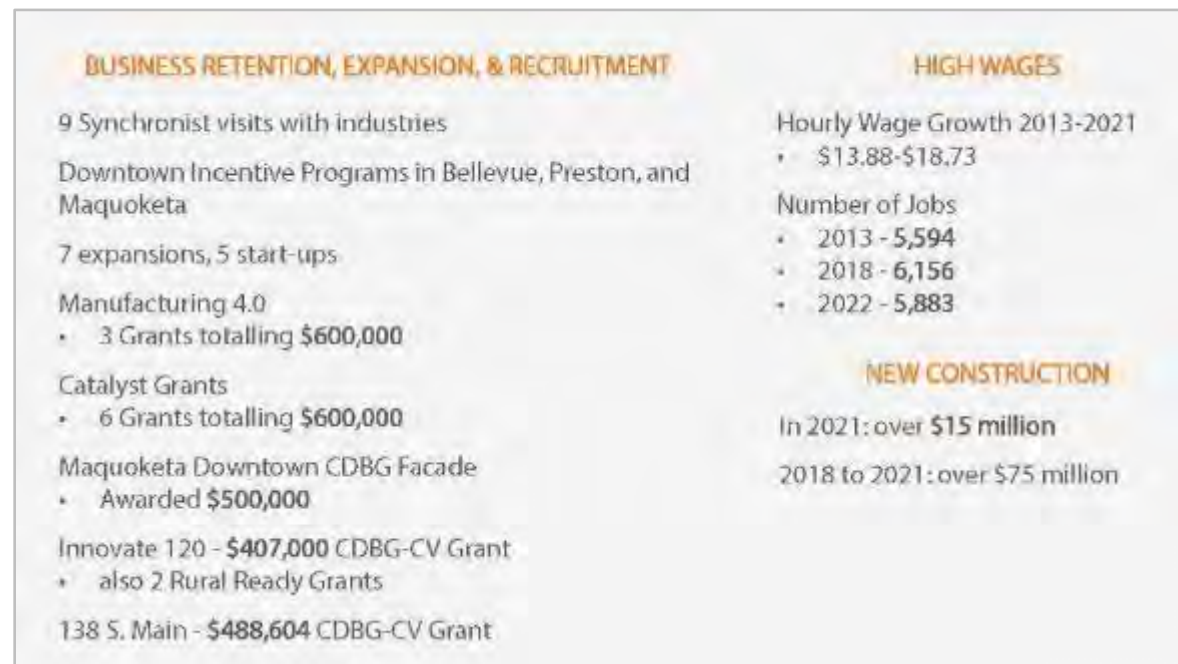 BUSINESS RETENTION, EXPANSION, & RECRUITMENT
9 Synchronist visits with industries
Downtown Incentive Programs in Bellevue, Preston, and
Maquoketa
7 expansions, 5 start-ups
Manufacturing 4.0
• 3 Grants totalling $600,000
Catalyst Grants
• 6 Grants totalling $600,000
Maquoketa Downtown CDBG Facade
• Awarded $500,000
Innovate 120 - $407,000 CDBG-CV Grant
• also 2 Rural Ready Grants
138 S. Main - $488,604 CDBG-CV Grant
HIGH WAGES
Hourly Wage Growth 2013-2021
• $13.88-$18.73
Number of Jobs
• 2013 - 5,594
• 2018 - 6,156
• 2022 - 5,883
NEW CONSTRUCTION
In 2021: over $15 million
2018 to 2021: over $75 million